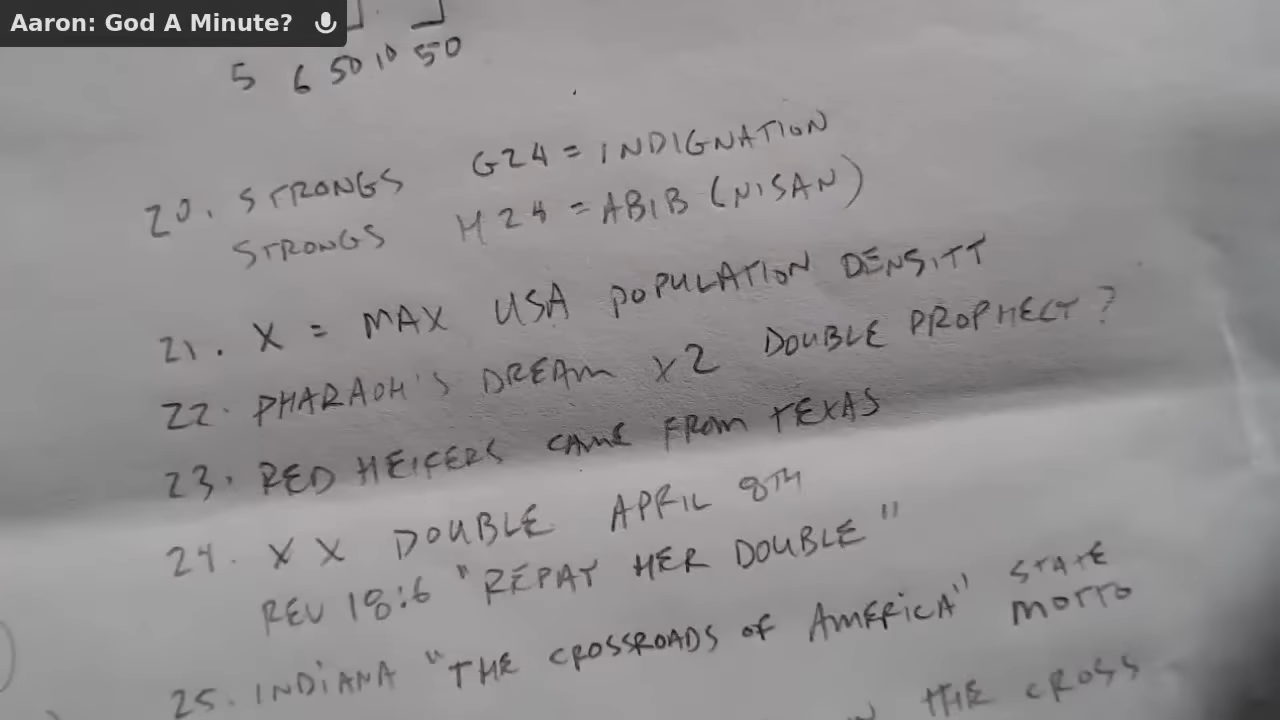 Aaron: God A Minute?
5 6 50 10 50
20. STRONGS G24 = INDIGNATION
STRONGS H24 = ABIB (NISAN)
21. X = MAX USA POPULATION DENSITY
22. PHARAOH'S DREAM X2 DOUBLE PROPHECY?
23. RED HEIFERS CAME FROM TEXAS
24. XX DOUBLE APRIL 8TH
REV 18:6 "REPAY HER DOUBLE"
25. INDIANA "THE CROSSROADS OF AMERICA" STATE MOTTO
THE CROSS